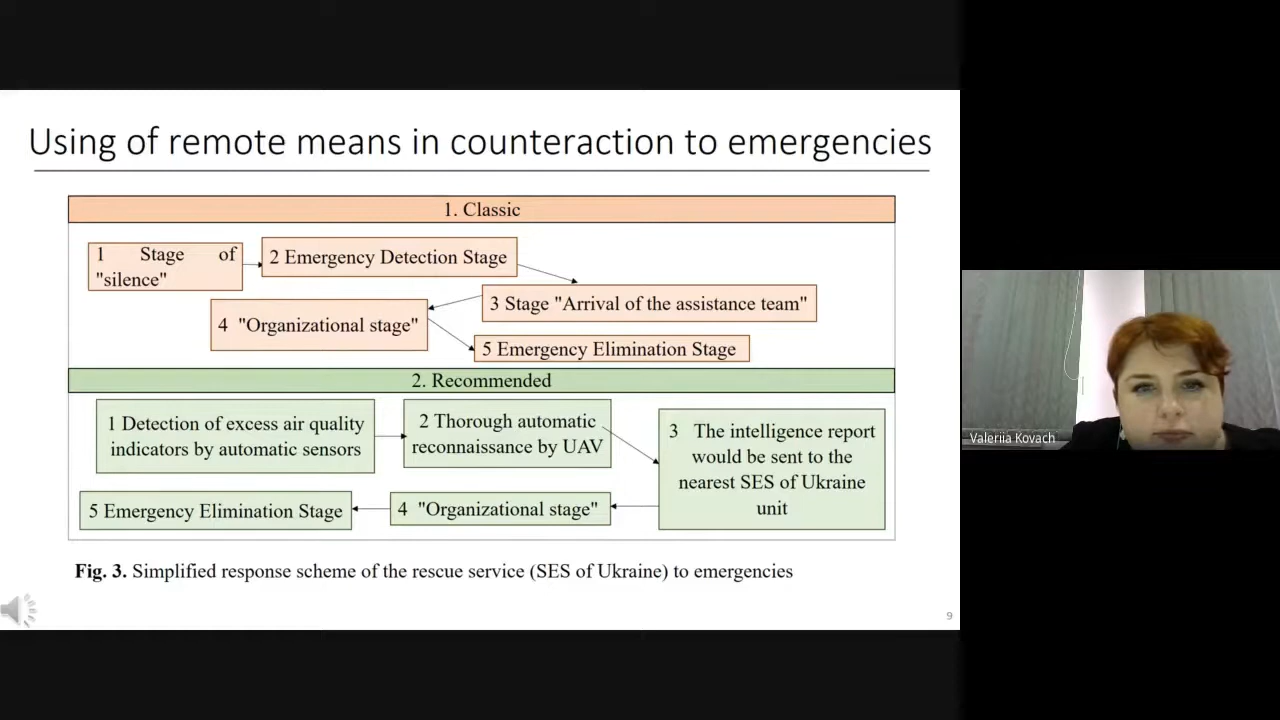 Using of remote means in counteraction to emergencies
1. Classic
1 Stage of
"silence"
2 Emergency Detection Stage
3 Stage "Arrival of the assistance team"
4 "Organizational stage"
5 Emergency Elimination Stage
2. Recommended
1 Detection of excess air quality
indicators by automatic sensors
2 Thorough automatic
reconnaissance by UAV
3 The intelligence report
would be sent to the
nearest SES of Ukraine
unit
4 "Organizational stage"
5 Emergency Elimination Stage
Fig. 3. Simplified response scheme of the rescue service (SES of Ukraine) to emergencies
9
Valeriia Kovach